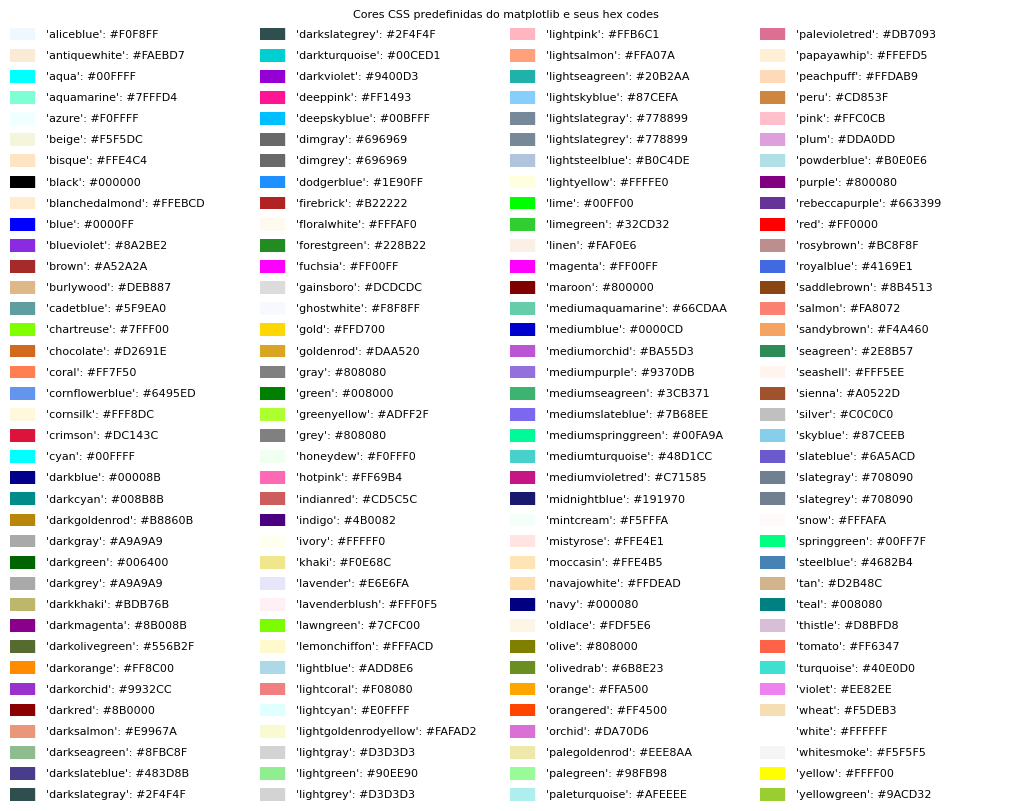 Cores CSS predefinidas do matplotlib e seus hex codes
'aliceblue': #F0F8FF
'antiquewhite': #FAEBD7
'aqua': #00FFFF
'aquamarine': #7FFFD4
'azure': #F0FFFF
'beige': #F5F5DC
'bisque': #FFE4C4
'black': #000000
'blanchedalmond': #FFEBCD
'blue': #0000FF
'blueviolet': #8A2BE2
'brown': #A52A2A
'burlywood': #DEB887
'cadetblue': #5F9EA0
'chartreuse': #7FFF00
'chocolate': #D2691E
'coral': #FF7F50
'cornflowerblue': #6495ED
'cornsilk': #FFF8DC
'crimson': #DC143C
'cyan': #00FFFF
'darkblue': #00008B
'darkcyan': #008B8B
'darkgoldenrod': #B8860B
'darkgray': #A9A9A9
'darkgreen': #006400
'darkgrey': #A9A9A9
'darkkhaki': #BDB76B
'darkmagenta': #8B008B
'darkolivegreen': #556B2F
'darkorange': #FF8C00
'darkorchid': #9932CC
'darkred': #8B0000
'darksalmon': #E9967A
'darkseagreen': #8FBC8F
'darkslateblue': #483D8B
'darkslategray': #2F4F4F
'darkslategrey': #2F4F4F
'darkturquoise': #00CED1
'darkviolet': #9400D3
'deeppink': #FF1493
'deepskyblue': #00BFFF
'dimgray': #696969
'dimgrey': #696969
'dodgerblue': #1E90FF
'firebrick': #B22222
'floralwhite': #FFFAF0
'forestgreen': #228B22
'fuchsia': #FF00FF
'gainsboro': #DCDCDC
'ghostwhite': #F8F8FF
'gold': #FFD700
'goldenrod': #DAA520
'gray': #808080
'green': #008000
'greenyellow': #ADFF2F
'grey': #808080
'honeydew': #F0FFF0
'hotpink': #FF69B4
'indianred': #CD5C5C
'indigo': #4B0082
'ivory': #FFFFF0
'khaki': #F0E68C
'lavender': #E6E6FA
'lavenderblush': #FFF0F5
'lawngreen': #7CFC00
'lemonchiffon': #FFFACD
'lightblue': #ADD8E6
'lightcoral': #F08080
'lightcyan': #E0FFFF
'lightgoldenrodyellow': #FAFAD2
'lightgray': #D3D3D3
'lightgreen': #90EE90
'lightgrey': #D3D3D3
'lightpink': #FFB6C1
'lightsalmon': #FFA07A
'lightseagreen': #20B2AA
'lightskyblue': #87CEFA
'lightslategray': #778899
'lightslategrey': #778899
'lightsteelblue': #B0C4DE
'lightyellow': #FFFFE0
'lime': #00FF00
'limegreen': #32CD32
'linen': #FAF0E6
'magenta': #FF00FF
'maroon': #800000
'mediumaquamarine': #66CDAA
'mediumblue': #0000CD
'mediumorchid': #BA55D3
'mediumpurple': #9370DB
'mediumseagreen': #3CB371
'mediumslateblue': #7B68EE
'mediumspringgreen': #00FA9A
'mediumturquoise': #48D1CC
'mediumvioletred': #C71585
'midnightblue': #191970
'mintcream': #F5FFFA
'mistyrose': #FFE4E1
'moccasin': #FFE4B5
'navajowhite': #FFDEAD
'navy': #000080
'oldlace': #FDF5E6
'olive': #808000
'olivedrab': #6B8E23
'orange': #FFA500
'orangered': #FF4500
'orchid': #DA70D6
'palegoldenrod': #EEE8AA
'palegreen': #98FB98
'paleturquoise': #AFEEEE
'palevioletred': #DB7093
'papayawhip': #FFEFD5
'peachpuff': #FFDAB9
'peru': #CD853F
'pink': #FFC0CB
'plum': #DDA0DD
'powderblue': #B0E0E6
'purple': #800080
'rebeccapurple': #663399
'red': #FF0000
'rosybrown': #BC8F8F
'royalblue': #4169E1
'saddlebrown': #8B4513
'salmon': #FA8072
'sandybrown': #F4A460
'seagreen': #2E8B57
'seashell': #FFF5EE
'sienna': #A0522D
'silver': #C0C0C0
'skyblue': #87CEEB
'slateblue': #6A5ACD
'slategray': #708090
'slategrey': #708090
'snow': #FFFAFA
'springgreen': #00FF7F
'steelblue': #4682B4
'tan': #D2B48C
'teal': #008080
'thistle': #D8BFD8
'tomato': #FF6347
'turquoise': #40E0D0
'violet': #EE82EE
'wheat': #F5DEB3
'white': #FFFFFF
'whitesmoke': #F5F5F5
'yellow': #FFFF00
'yellowgreen': #9ACD32